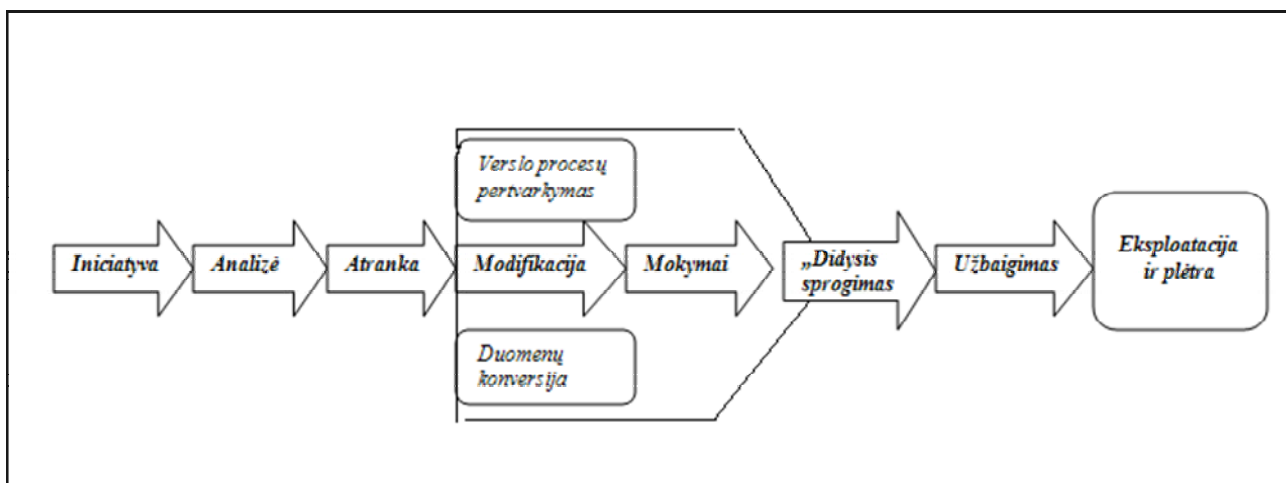 Verslo procesų
pertvarkymas
Iniciatyva
Analizė
Atranka
Modifikacija
Mokymai
„Didysis
sprogimas
Užbaigimas
Eksploatacija
ir plėtra
Duomenų
konversija